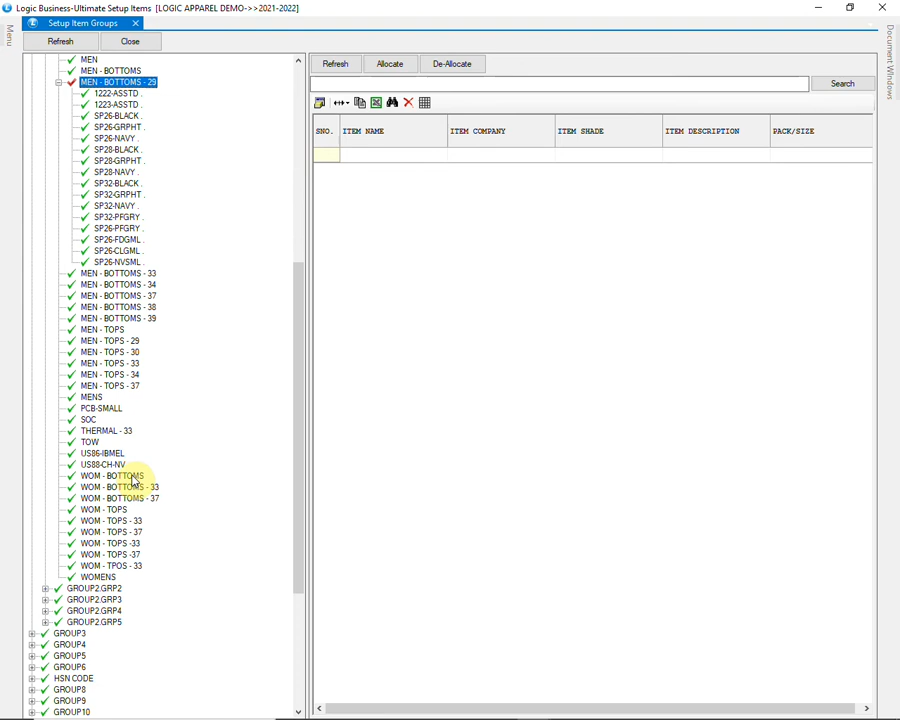 Logic Business-Ultimate Setup Items [LOGIC APPAREL DEMO->>2021-2022]
Menu
Setup Item Groups
Document Windows
Refresh
Close
MEN
MEN - BOTTOMS
MEN - BOTTOMS - 29
1222-ASSTD .
1223-ASSTD .
SP26-BLACK .
SP26-GRPHT .
SP26-NAVY .
SP28-BLACK .
SP28-GRPHT .
SP28-NAVY .
SP32-BLACK .
SP32-GRPHT .
SP32-NAVY .
SP32-PFGRY .
SP26-PFGRY .
SP26-FDGML .
SP26-CLGML .
SP26-NVSML .
MEN - BOTTOMS - 33
MEN - BOTTOMS - 34
MEN - BOTTOMS - 37
MEN - BOTTOMS - 38
MEN - BOTTOMS - 39
MEN - TOPS
MEN - TOPS - 29
MEN - TOPS - 30
MEN - TOPS - 33
MEN - TOPS - 34
MEN - TOPS - 37
MENS
PCB-SMALL
SOC
THERMAL - 33
TOW
US86-IBMEL
US88-CH-NV
WOM - BOTTOMS
WOM - BOTTOMS - 33
WOM - BOTTOMS - 37
WOM - TOPS
WOM - TOPS - 33
WOM - TOPS - 37
WOM - TOPS -33
WOM - TOPS -37
WOM - TPOS - 33
WOMENS
GROUP2.GRP2
GROUP2.GRP3
GROUP2.GRP4
GROUP2.GRP5
GROUP3
GROUP4
GROUP5
GROUP6
HSN CODE
GROUP8
GROUP9
GROUP10
Refresh
Allocate
De-Allocate
Search
SNO. ITEM NAME ITEM COMPANY ITEM SHADE ITEM DESCRIPTION PACK/SIZE